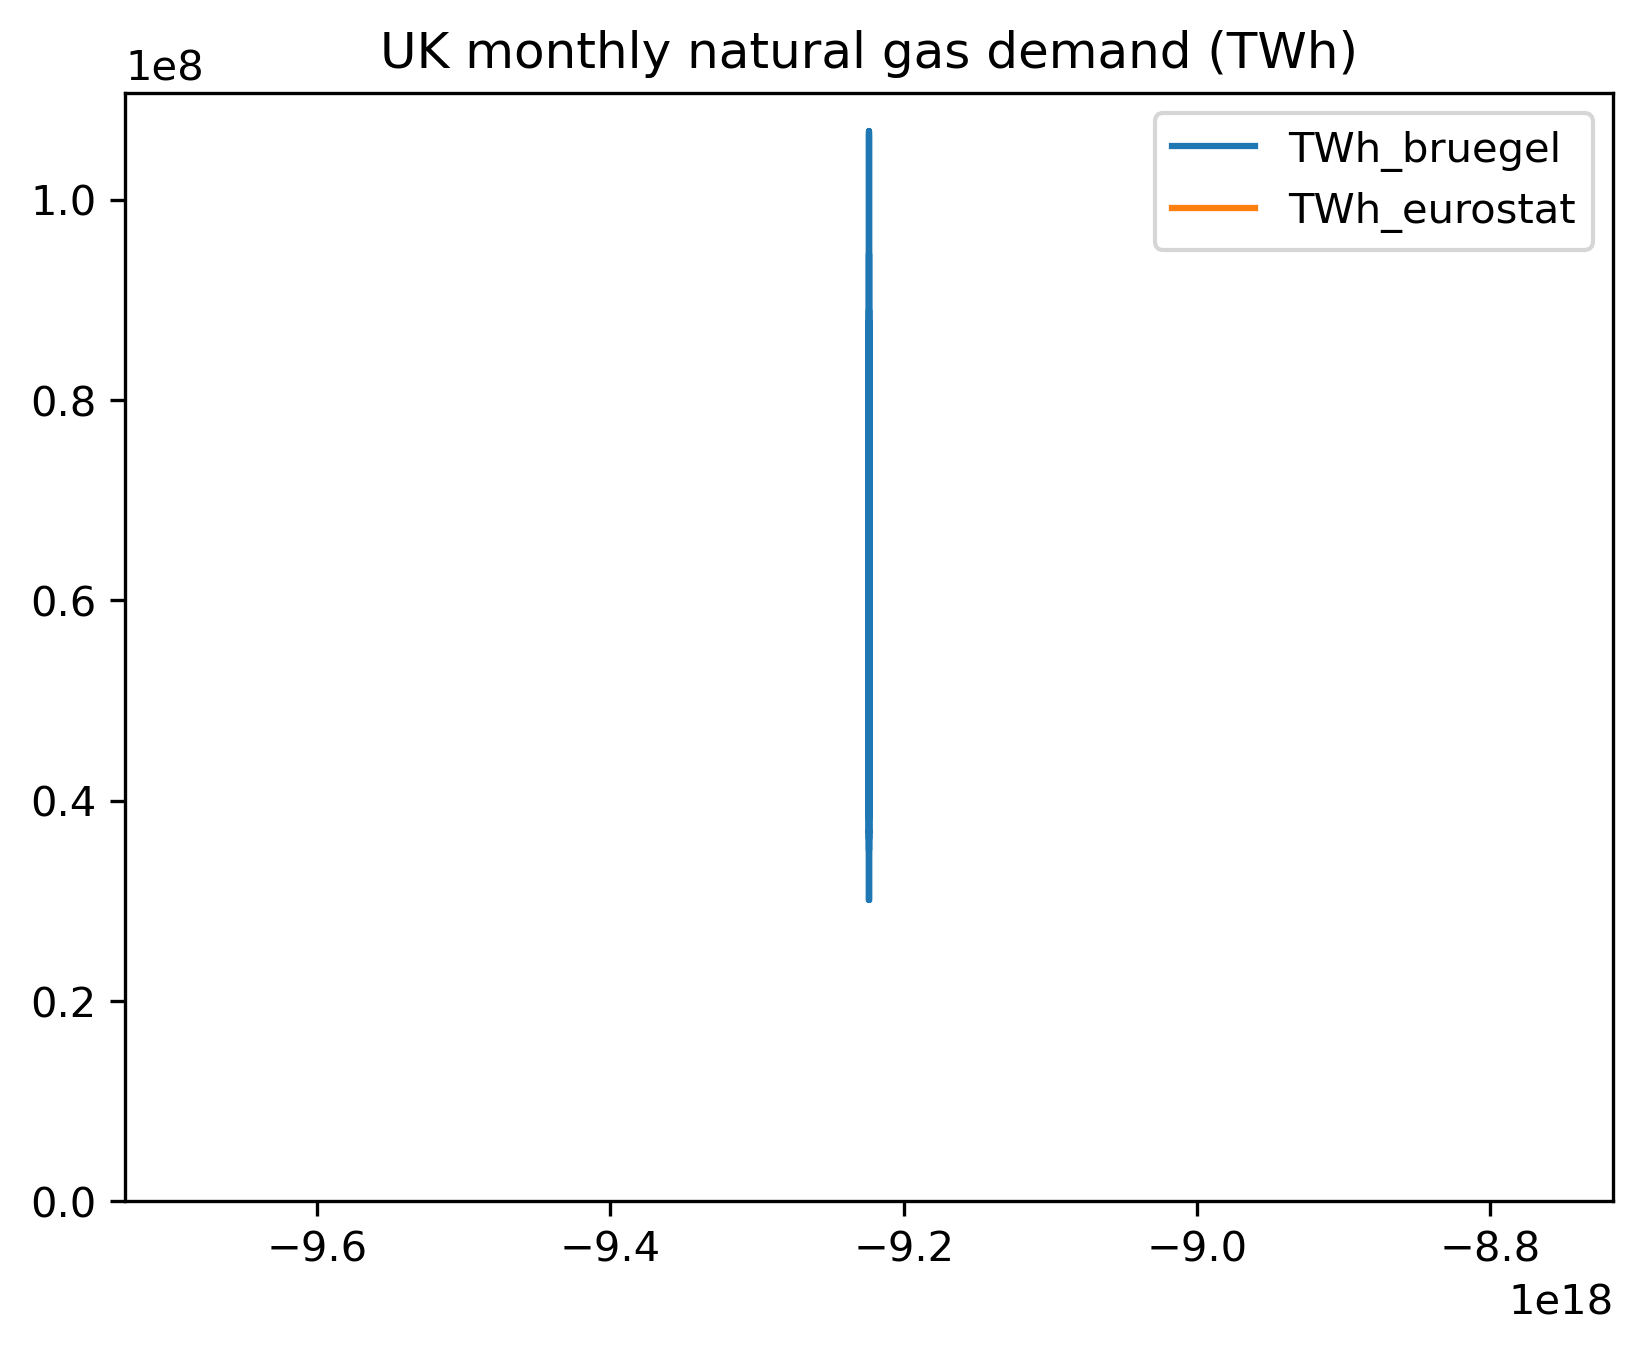 UK monthly natural gas demand (TWh)
1e8
TWh_bruegel
TWh_eurostat
1.0
0.8
0.6
0.4
0.2
0.0
−9.6 −9.4 −9.2 −9.0 −8.8
1e18